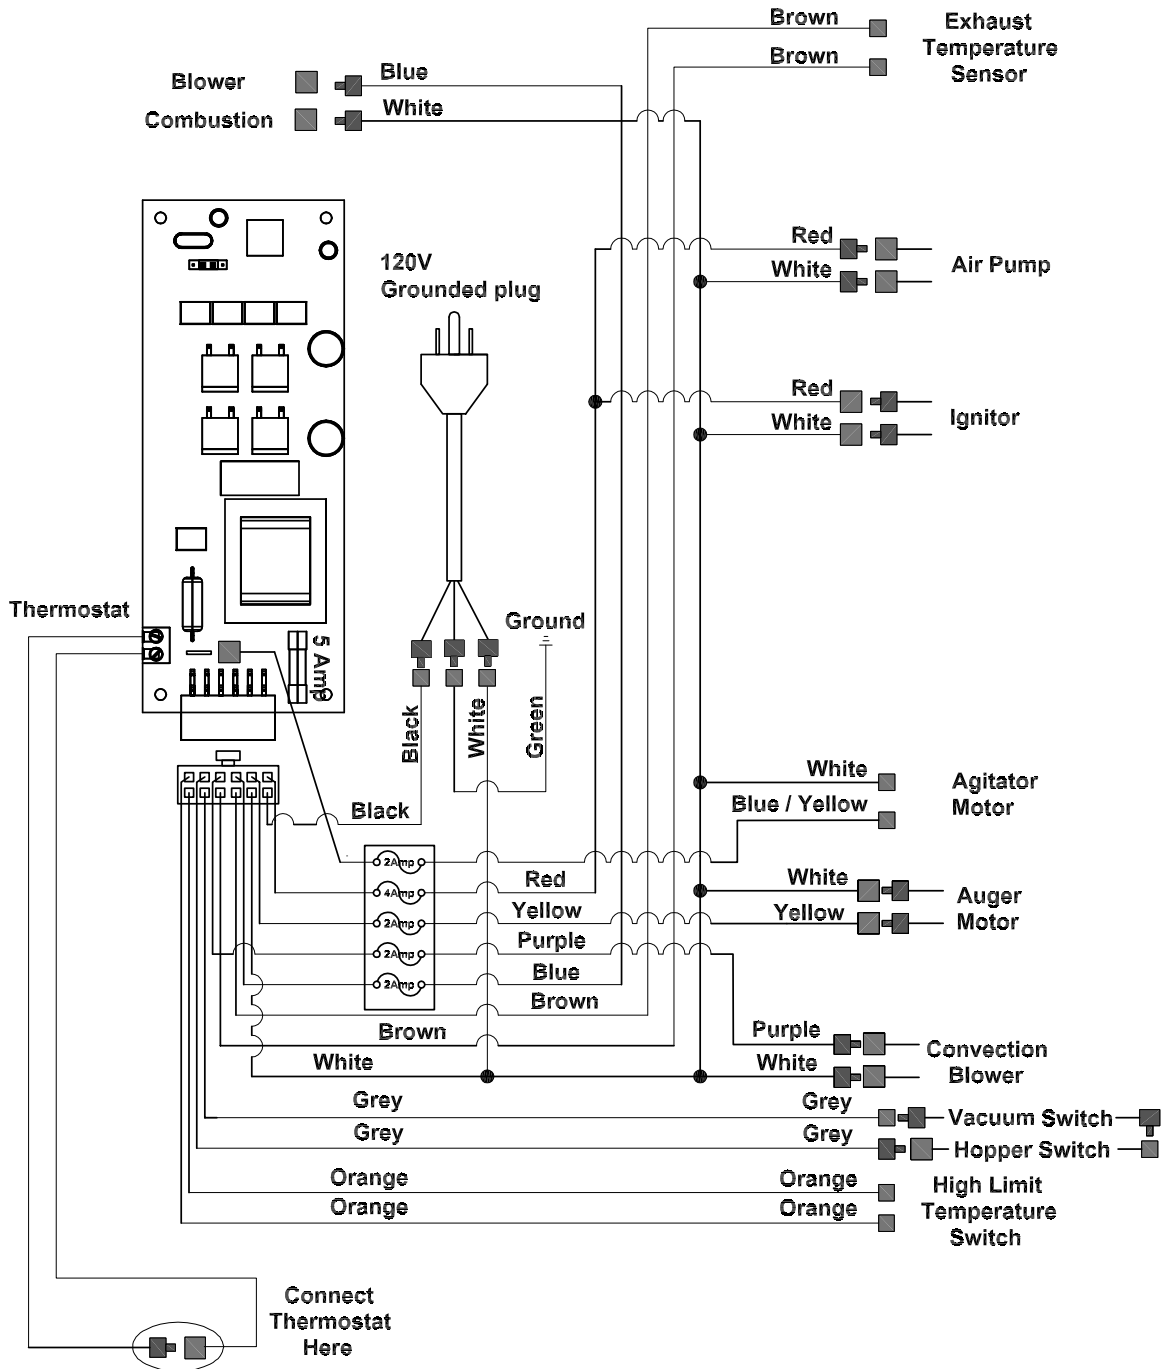 Brown
Exhaust
Temperature
Sensor
Brown
Blower
Blue
Combustion
White
120V
Grounded plug
Red
White
Air Pump
Red
White
Ignitor
Thermostat
5 Amp
Ground
Black
White
Green
White
Blue / Yellow
Agitator
Motor
Black
2Amp
4Amp
2Amp
2Amp
2Amp
Red
Yellow
Purple
Blue
Brown
Brown
White
White
Yellow
Auger
Motor
Purple
White
Convection
Blower
Grey
Grey
Vacuum Switch
Grey
Grey
Hopper Switch
Orange
Orange
Orange
Orange
High Limit
Temperature
Switch
Connect
Thermostat
Here